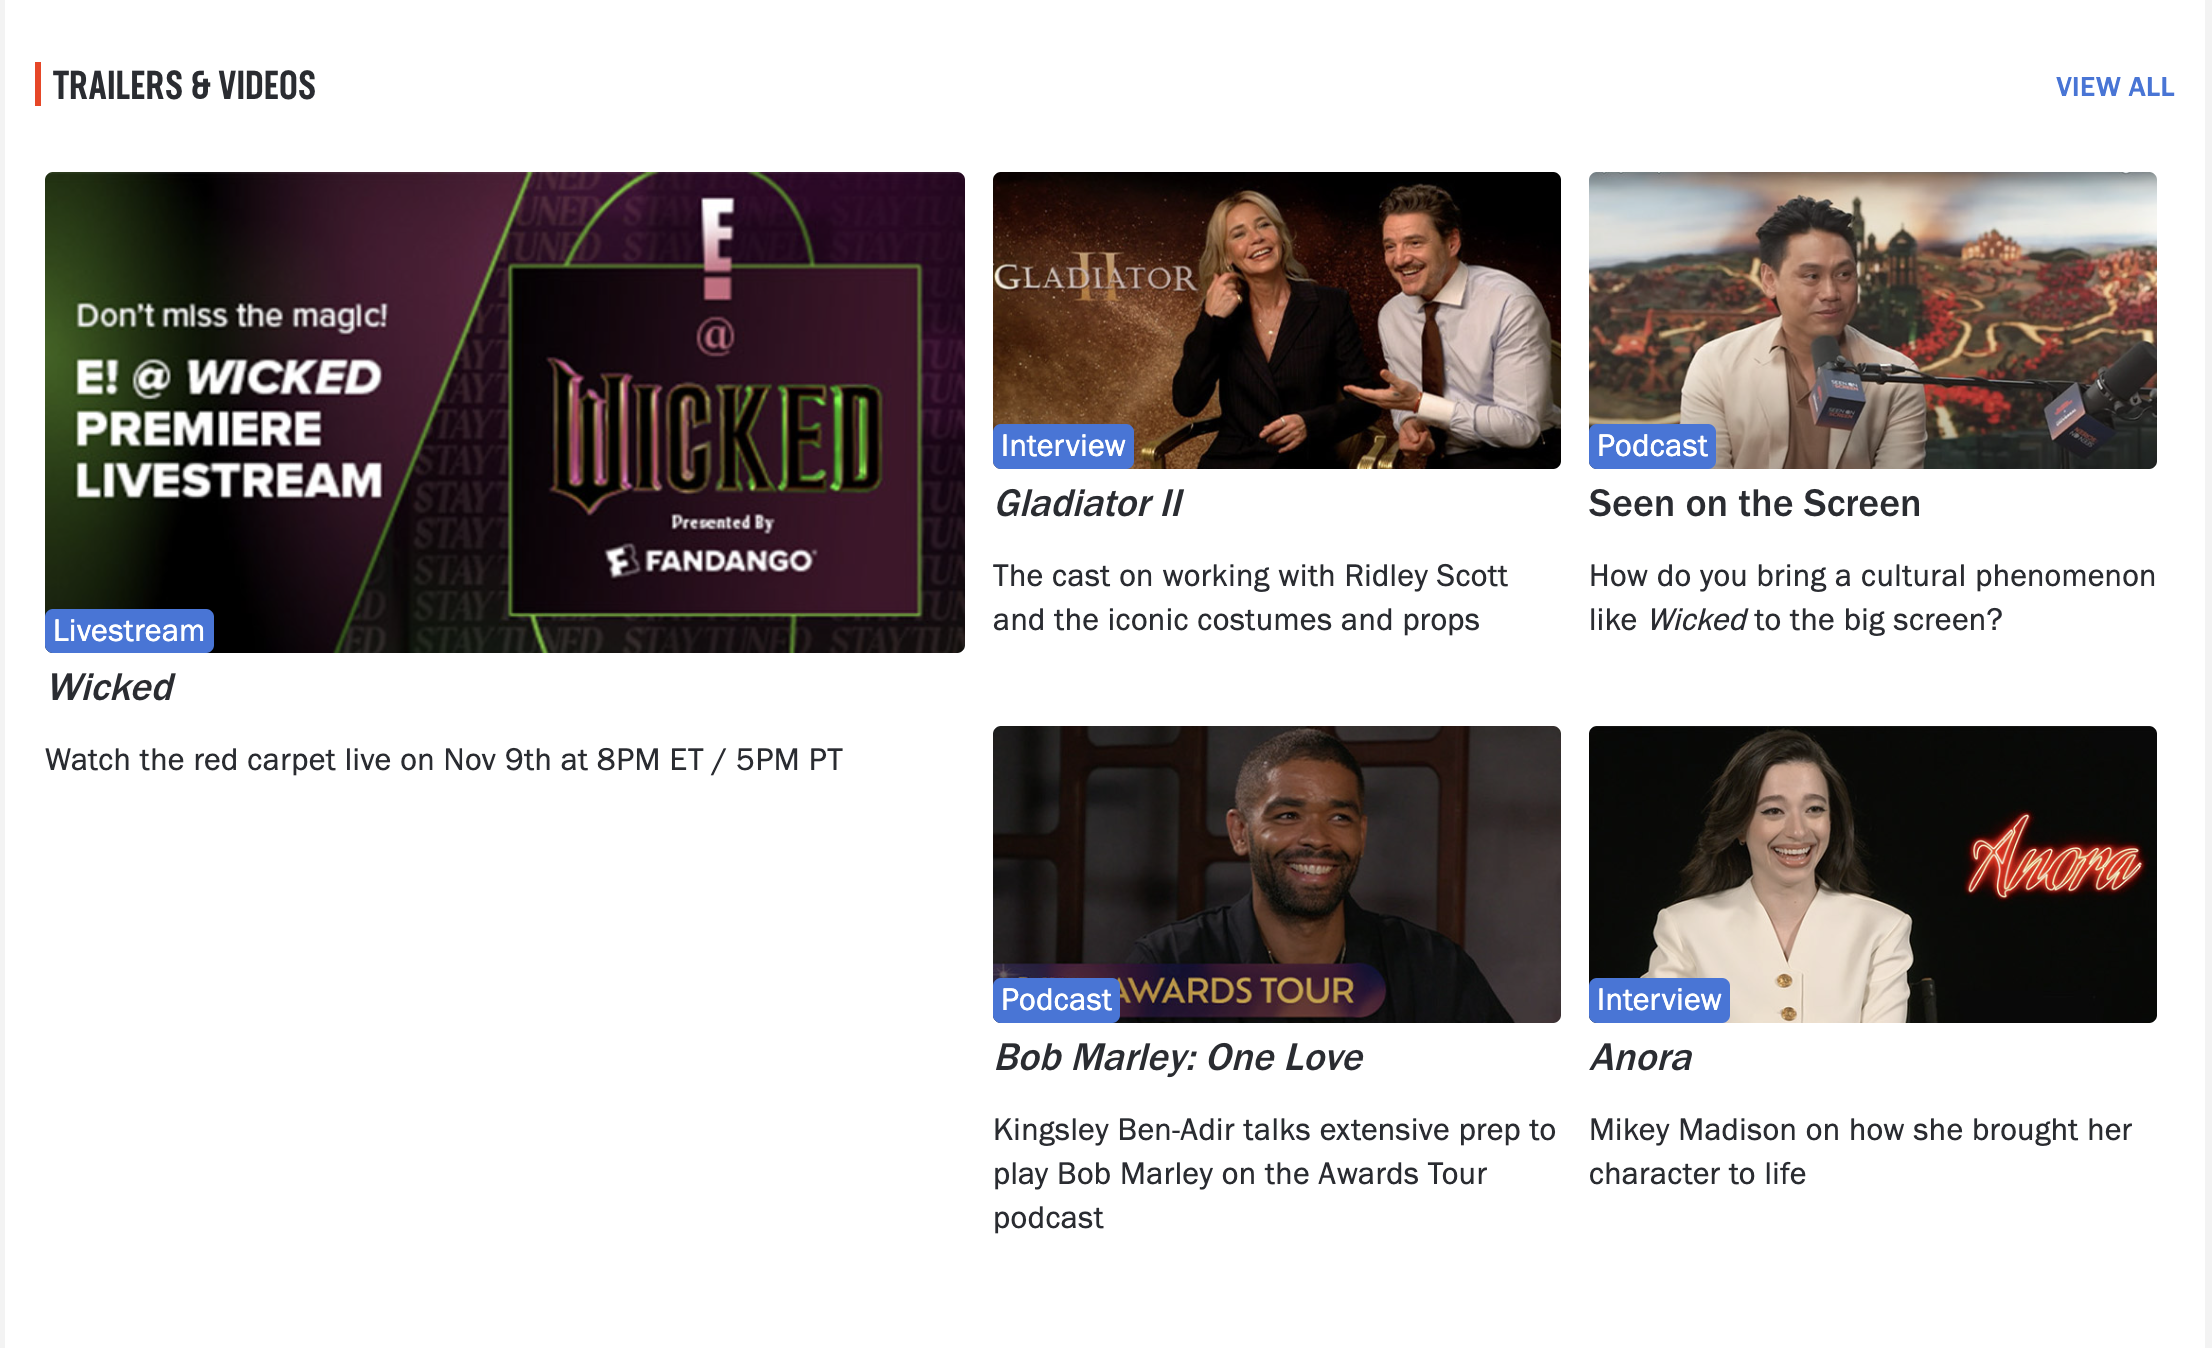 TRAILERS & VIDEOS
VIEW ALL
Don't miss the magic!
E! @ WICKED
PREMIERE
LIVESTREAM
E!
@
WICKED
Presented By
FANDANGO
Livestream
Wicked
Watch the red carpet live on Nov 9th at 8PM ET / 5PM PT
GLADIATOR
II
Interview
Gladiator II
The cast on working with Ridley Scott
and the iconic costumes and props
SEEN ON
SCREEN
Podcast
Seen on the Screen
How do you bring a cultural phenomenon
like Wicked to the big screen?
AWARDS TOUR
Podcast
Bob Marley: One Love
Kingsley Ben-Adir talks extensive prep to
play Bob Marley on the Awards Tour
podcast
Anora
Interview
Anora
Mikey Madison on how she brought her
character to life